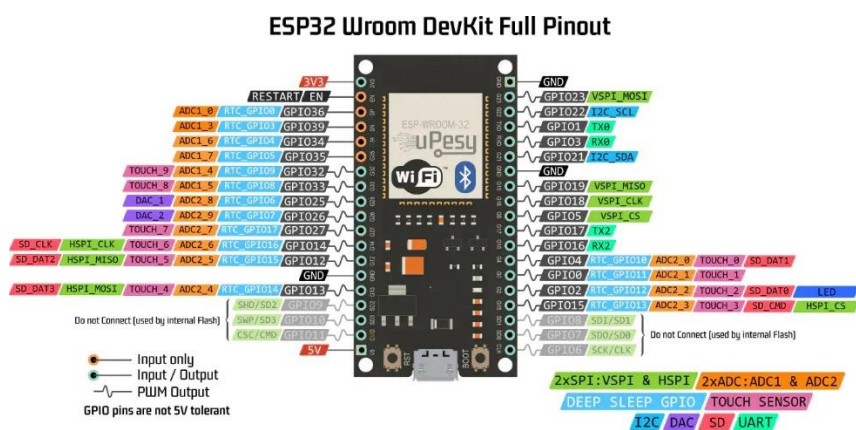 ESP32 Wroom DevKit Full Pinout
3V3 GND
RESTART EN GPIO23 VSPI_MOSI
ADC1_0 RTC_GPIO0 GPIO36 GPIO22 I2C_SCL
ADC1_3 RTC_GPIO3 GPIO39 GPIO1 TX0
ADC1_6 RTC_GPIO4 GPIO34 GPIO3 RX0
ADC1_7 RTC_GPIO5 GPIO35 GPIO21 I2C_SDA
TOUCH_9 ADC1_4 RTC_GPIO9 GPIO32 GND
TOUCH_8 ADC1_5 RTC_GPIO8 GPIO33 GPIO19 VSPI_MISO
DAC_1 ADC2_8 RTC_GPIO6 GPIO25 GPIO18 VSPI_CLK
DAC_2 ADC2_9 RTC_GPIO7 GPIO26 GPIO5 VSPI_CS
TOUCH_7 ADC2_7 RTC_GPIO17 GPIO27 GPIO17 TX2
SD_CLK HSPI_CLK TOUCH_6 ADC2_6 RTC_GPIO16 GPIO14 GPIO16 RX2
SD_DAT2 HSPI_MISO TOUCH_5 ADC2_5 RTC_GPIO15 GPIO12 GPIO4 RTC_GPIO10 ADC2_0 TOUCH_0 SD_DAT1
GND GPIO0 RTC_GPIO11 ADC2_1 TOUCH_1
SD_DAT3 HSPI_MOSI TOUCH_4 ADC2_4 RTC_GPIO14 GPIO13 GPIO2 RTC_GPIO12 ADC2_2 TOUCH_2 SD_DAT0 LED
SHD/SD2 GPIO9 GPIO15 RTC_GPIO13 ADC2_3 TOUCH_3 SD_CMD HSPI_CS
Do not Connect (used by internal Flash) SWP/SD3 GPIO10 GPIO8 SDI/SD1
CSC/CMD GPIO11 GPIO7 SDO/SD0 Do not Connect (used by internal Flash)
5V GPIO6 SCK/CLK
ESP-WROOM-32
uPesy
WiFi
RST BOOT
Input only
Input / Output
PWM Output
GPIO pins are not 5V tolerant
2xSPI:VSPI & HSPI 2xADC:ADC1 & ADC2
DEEP SLEEP GPIO TOUCH SENSOR
I2C DAC SD UART